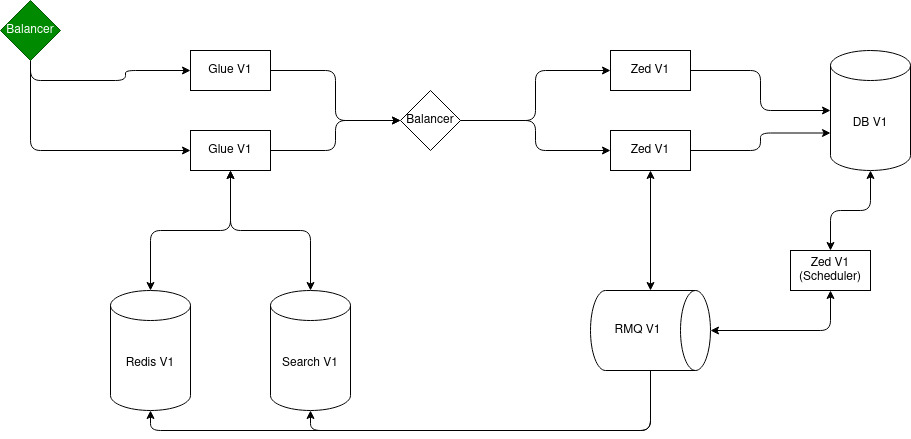 Balancer
Glue V1
Zed V1
Glue V1
Balancer
Zed V1
DB V1
Zed V1
(Scheduler)
RMQ V1
Redis V1
Search V1